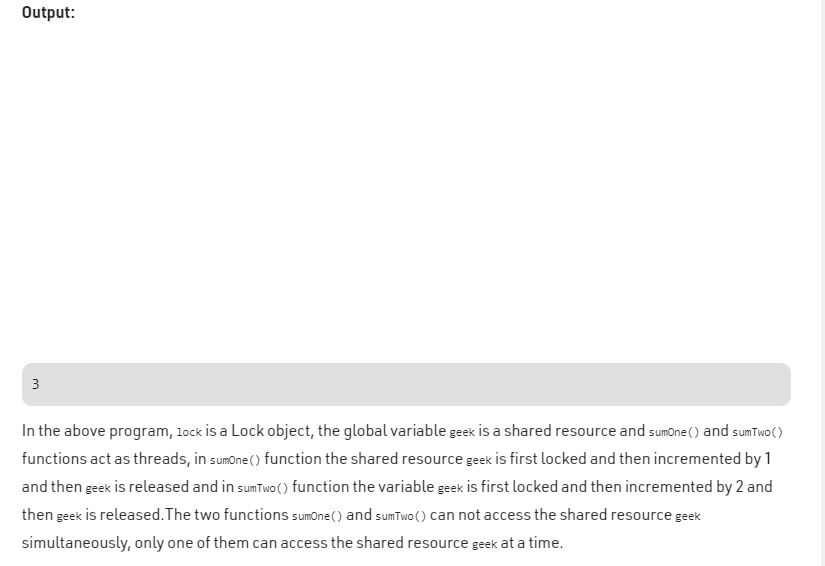 Output:
3
In the above program, lock is a Lock object, the global variable geek is a shared resource and sumOne() and sumTwo()
functions act as threads, in sumOne() function the shared resource geek is first locked and then incremented by 1
and then geek is released and in sumTwo() function the variable geek is first locked and then incremented by 2 and
then geek is released.The two functions sumOne() and sumTwo() can not access the shared resource geek
simultaneously, only one of them can access the shared resource geek at a time.